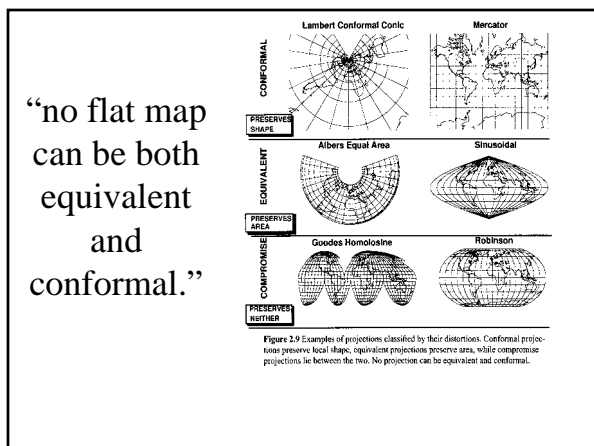 “no flat map
can be both
equivalent
and
conformal.”
Lambert Conformal Conic
Mercator
CONFORMAL
PRESERVES
SHAPE
Albers Equal Area
Sinusoidal
EQUIVALENT
PRESERVES
AREA
Goodes Homolosine
Robinson
COMPROMISE
PRESERVES
NEITHER
Figure 2.9 Examples of projections classified by their distortions. Conformal projec-
tions preserve local shape, equivalent projections preserve area, while compromise
projections lie between the two. No projection can be equivalent and conformal.